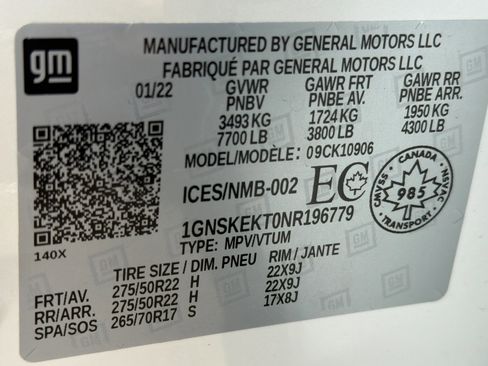 gm
MANUFACTURED BY GENERAL MOTORS LLC
FABRIQUÉ PAR GENERAL MOTORS LLC
01/22 GVWR GAWR FRT GAWR RR
PNBV PNBE AV. PNBE ARR.
3493 KG 1724 KG 1950 KG
7700 LB 3800 LB 4300 LB
MODEL/MODÈLE: 09CK10906
ICES/NMB-002 EC
CANADA
CMVSS 985 NSVAC
TRANSPORT
1GNSKEKT0NR196779
TYPE: MPV/VTUM
140X
TIRE SIZE / DIM. PNEU RIM / JANTE
FRT/AV. 275/50R22 H 22X9J
RR/ARR. 275/50R22 H 22X9J
SPA/SOS 265/70R17 S 17X8J